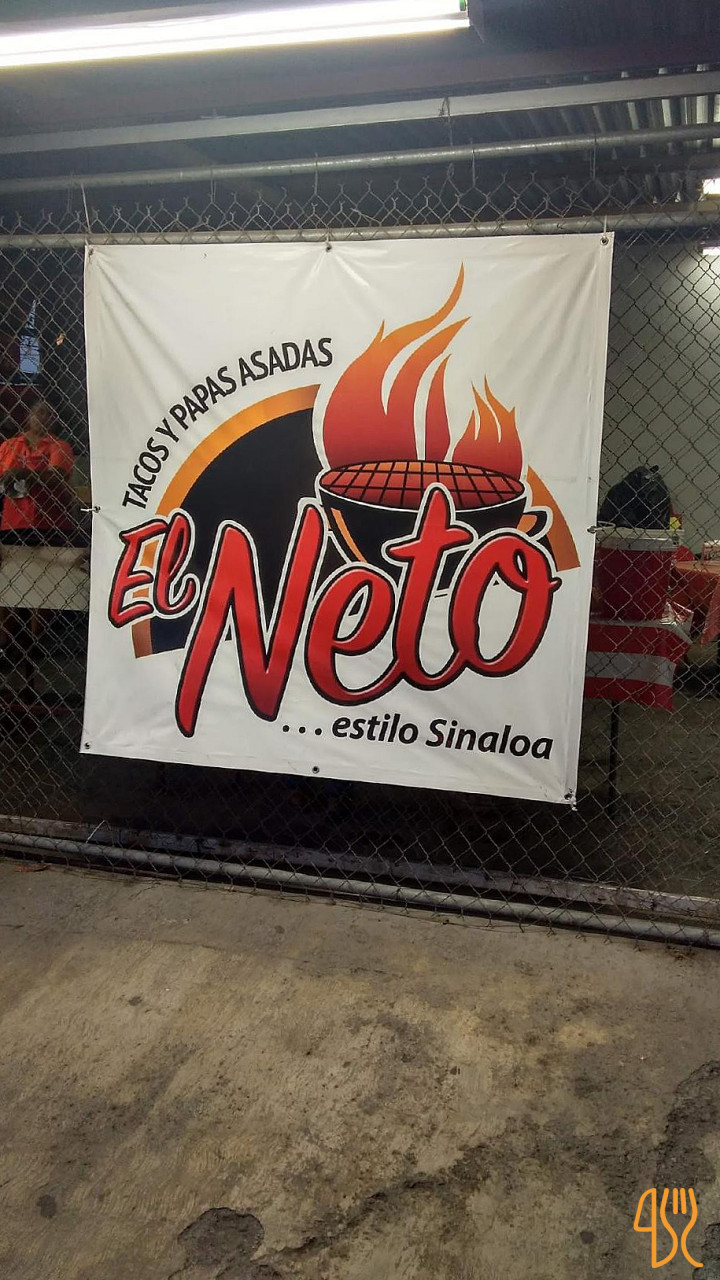 TACOS Y PAPAS ASADAS
El Neto
...estilo Sinaloa